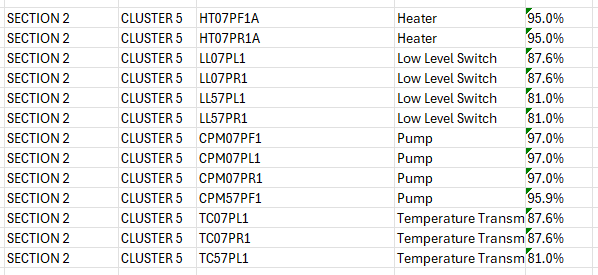 SECTION 2 CLUSTER 5 HT07PF1A Heater 95.0%
SECTION 2 CLUSTER 5 HT07PR1A Heater 95.0%
SECTION 2 CLUSTER 5 LL07PL1 Low Level Switch 87.6%
SECTION 2 CLUSTER 5 LL07PR1 Low Level Switch 87.6%
SECTION 2 CLUSTER 5 LL57PL1 Low Level Switch 81.0%
SECTION 2 CLUSTER 5 LL57PR1 Low Level Switch 81.0%
SECTION 2 CLUSTER 5 CPM07PF1 Pump 97.0%
SECTION 2 CLUSTER 5 CPM07PL1 Pump 97.0%
SECTION 2 CLUSTER 5 CPM07PR1 Pump 97.0%
SECTION 2 CLUSTER 5 CPM57PF1 Pump 95.9%
SECTION 2 CLUSTER 5 TC07PL1 Temperature Transm 87.6%
SECTION 2 CLUSTER 5 TC07PR1 Temperature Transm 87.6%
SECTION 2 CLUSTER 5 TC57PL1 Temperature Transm 81.0%